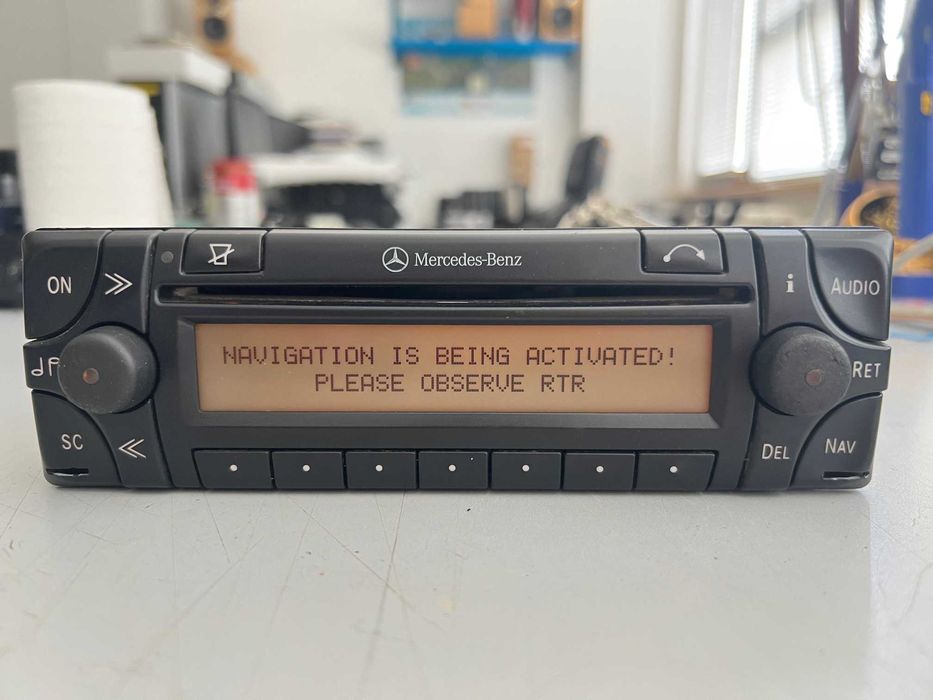 Mercedes-Benz
ON
i
AUDIO
NAVIGATION IS BEING ACTIVATED!
PLEASE OBSERVE RTR
RET
SC
DEL
NAV